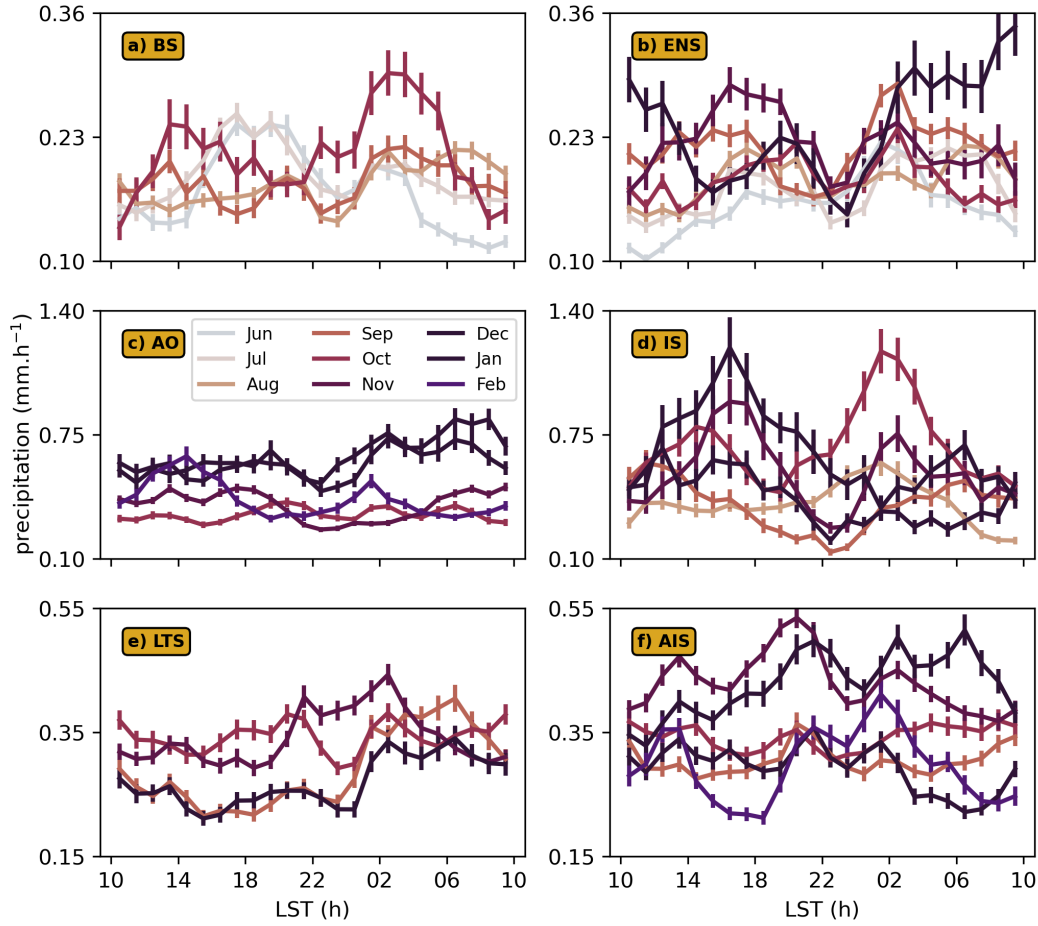 0.36
0.23
0.10
a) BS
0.36
0.23
0.10
b) ENS
precipitation (mm.h⁻¹)
1.40
0.75
0.10
c) AO
Jun
Jul
Aug
Sep
Oct
Nov
Dec
Jan
Feb
1.40
0.75
0.10
d) IS
0.55
0.35
0.15
e) LTS
10 14 18 22 02 06 10
LST (h)
0.55
0.35
0.15
f) AIS
10 14 18 22 02 06 10
LST (h)